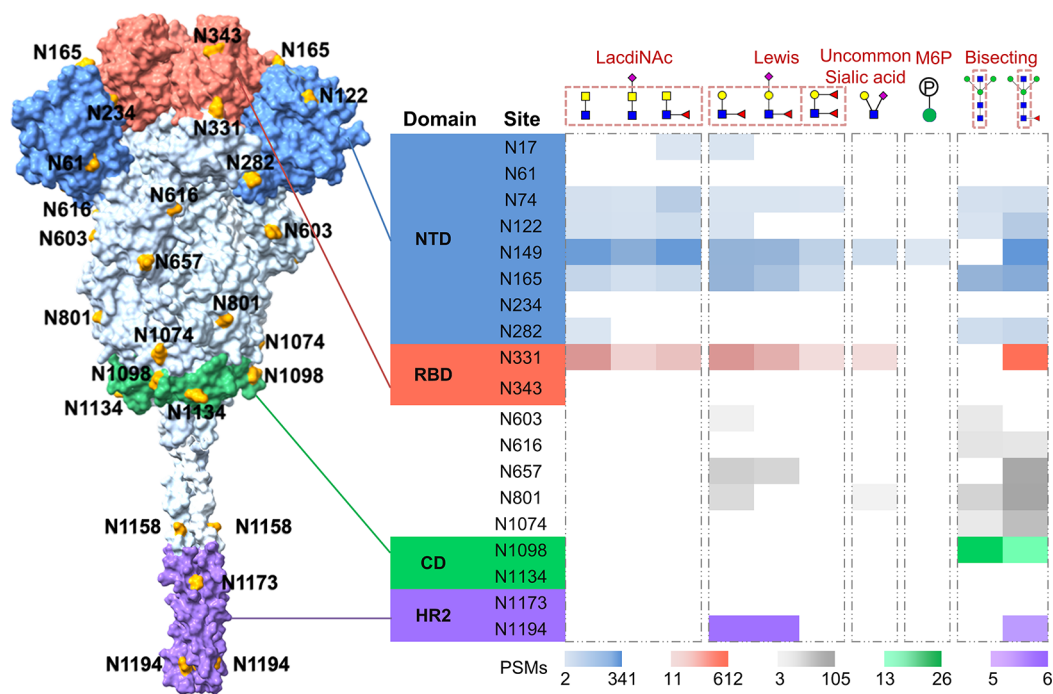 N343
N165
N165
N122
N234
N331
N61
N282
N616
N616
N603
N603
N657
N801
N801
N1074
N1074
N1098
N1098
N1134
N1134
N1158
N1158
N1173
N1194
N1194
LacdiNAc
Lewis
Uncommon
Sialic acid
M6P
Bisecting
P
Domain
Site
NTD
N17
N61
N74
N122
N149
N165
N234
N282
RBD
N331
N343
N603
N616
N657
N801
N1074
CD
N1098
N1134
HR2
N1173
N1194
PSMs
2 341
11 612
3 105
13 26
5 6